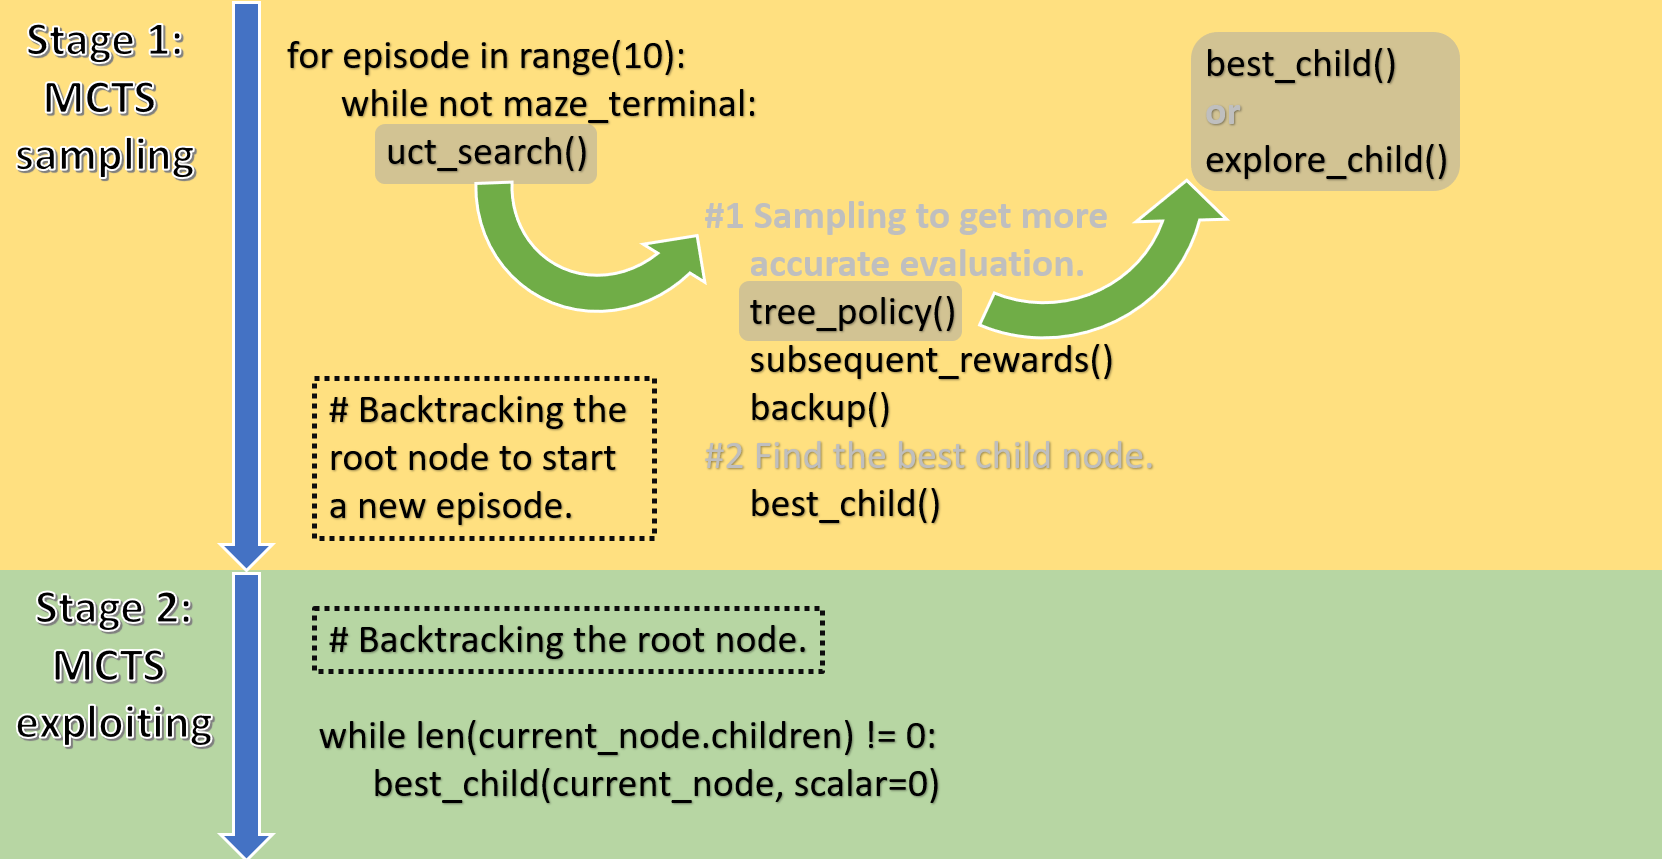 Stage 1:
MCTS
sampling
for episode in range(10):
while not maze_terminal:
uct_search()
best_child()
or
explore_child()
#1 Sampling to get more
accurate evaluation.
tree_policy()
subsequent_rewards()
backup()
#2 Find the best child node.
best_child()
# Backtracking the
root node to start
a new episode.
Stage 2:
MCTS
exploiting
# Backtracking the root node.
while len(current_node.children) != 0:
best_child(current_node, scalar=0)